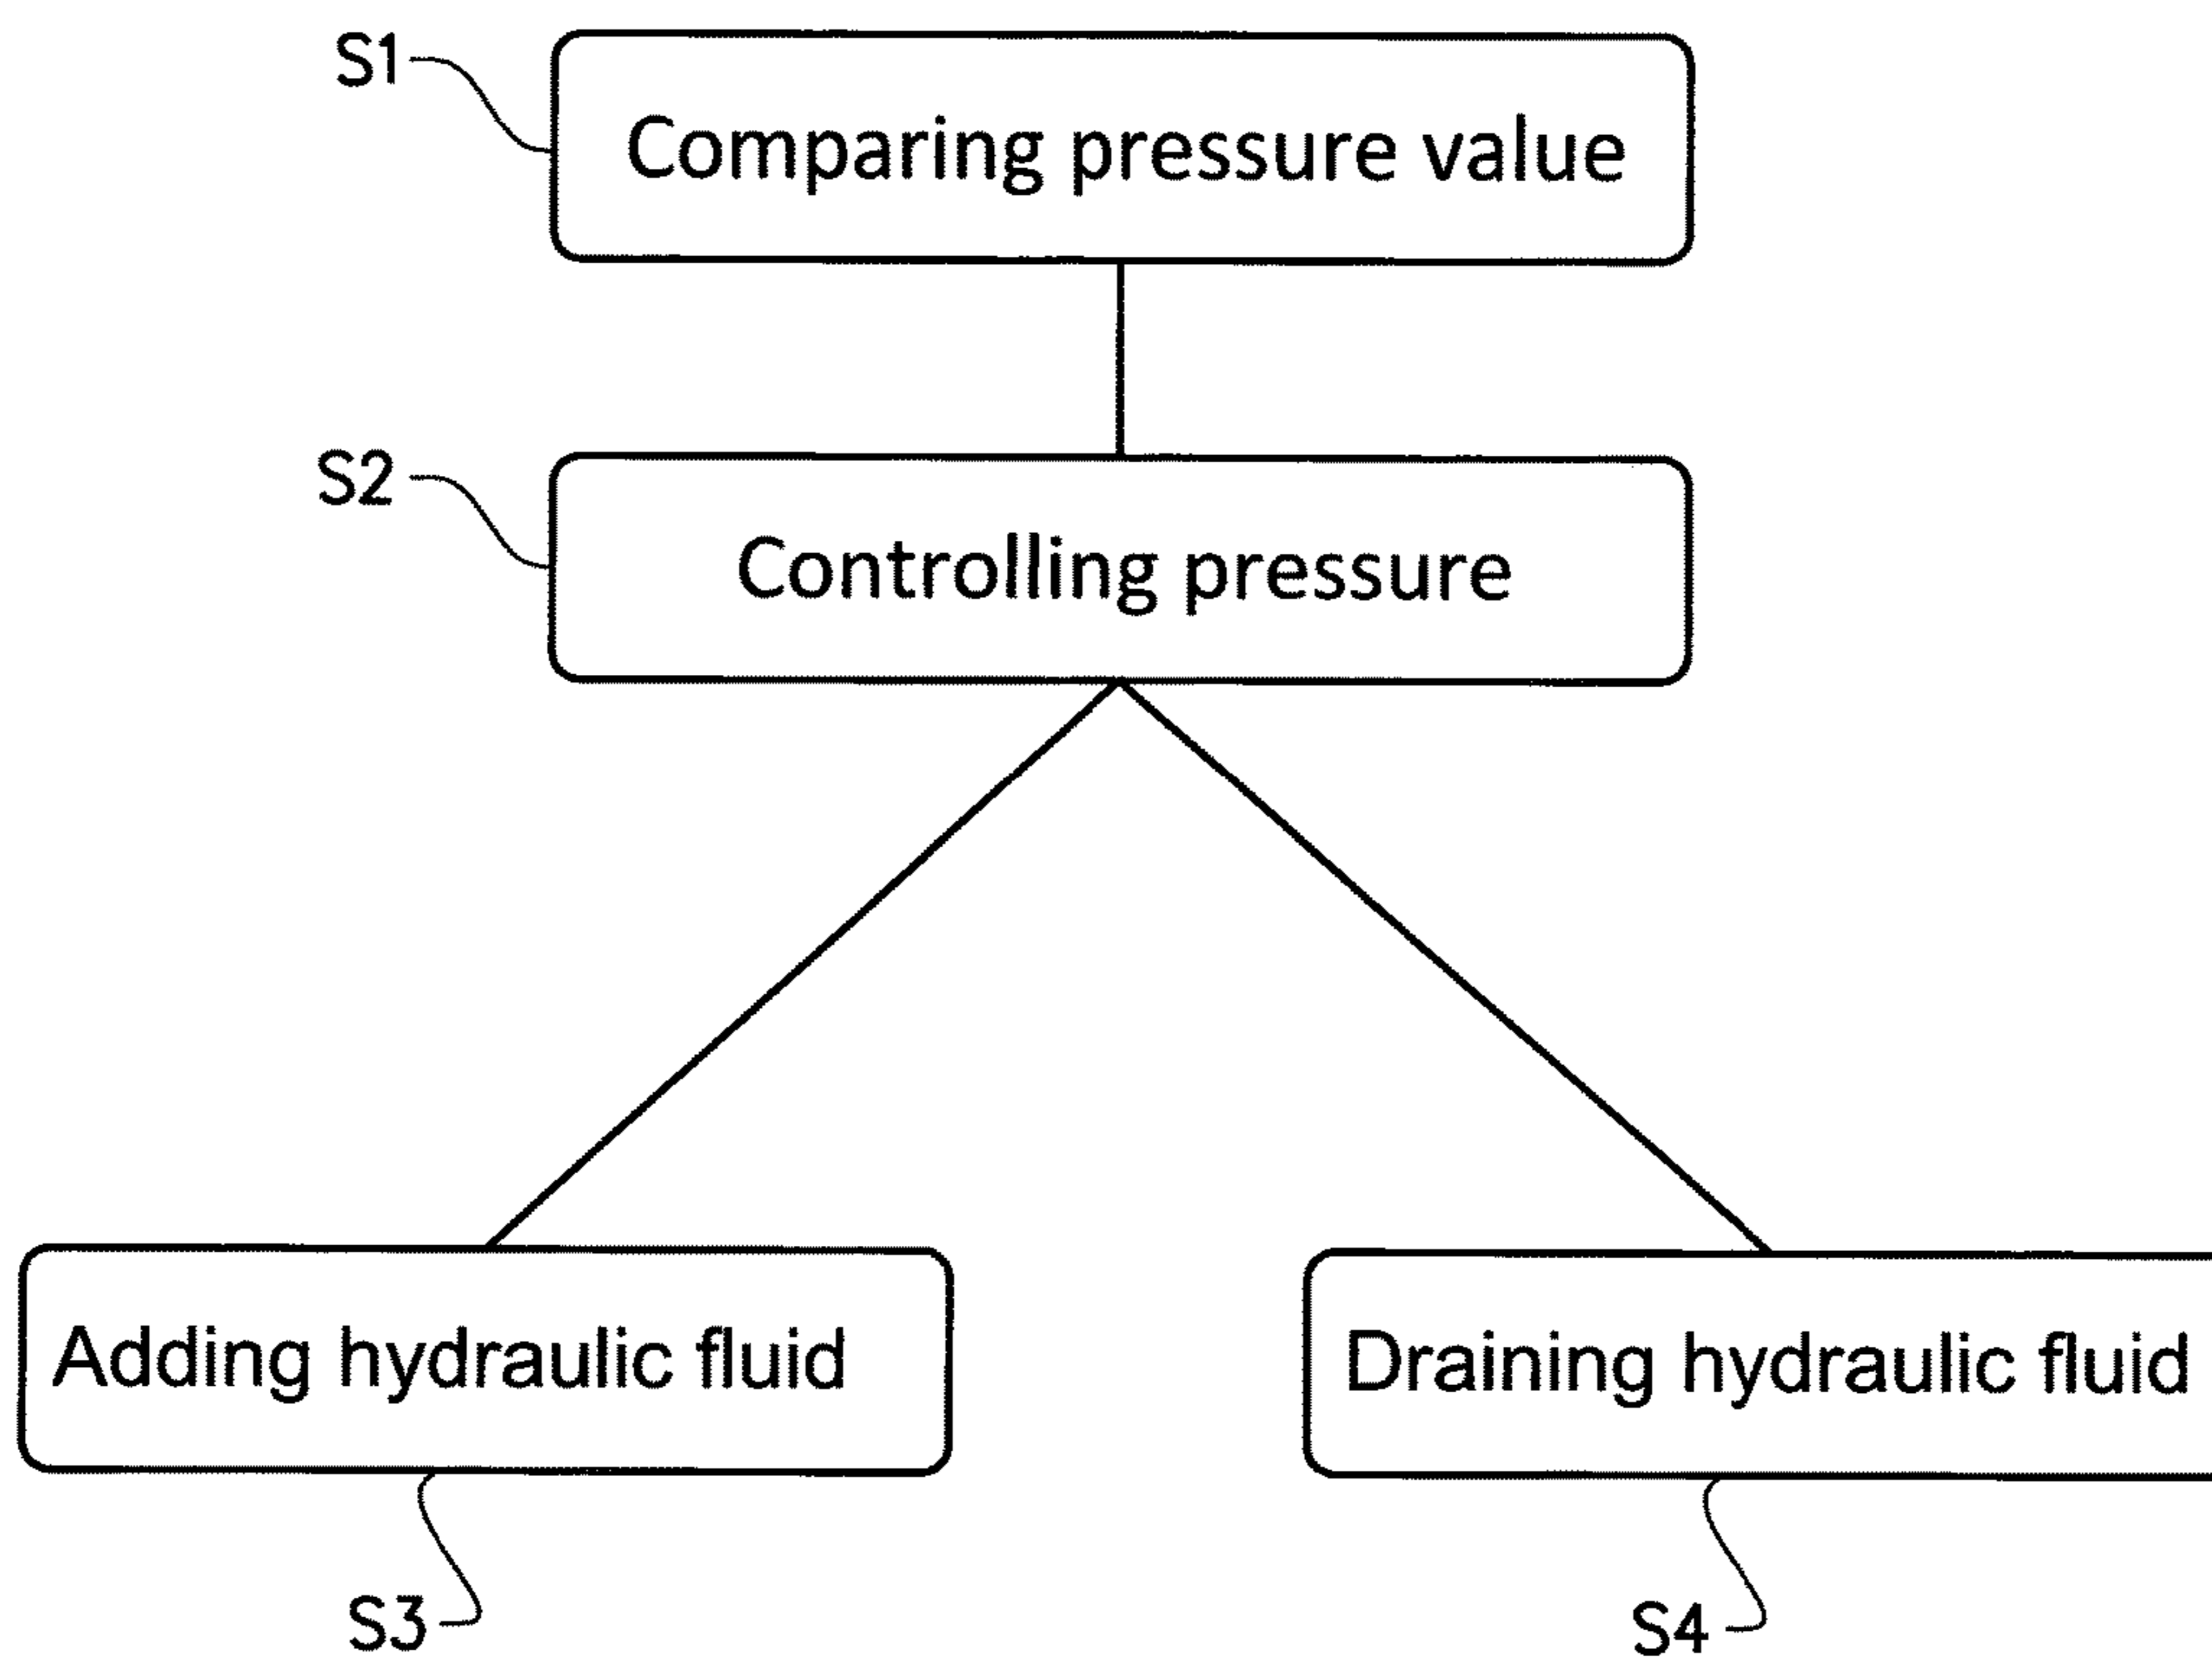 S1
Comparing pressure value
S2
Controlling pressure
Adding hydraulic fluid
Draining hydraulic fluid
S3
S4